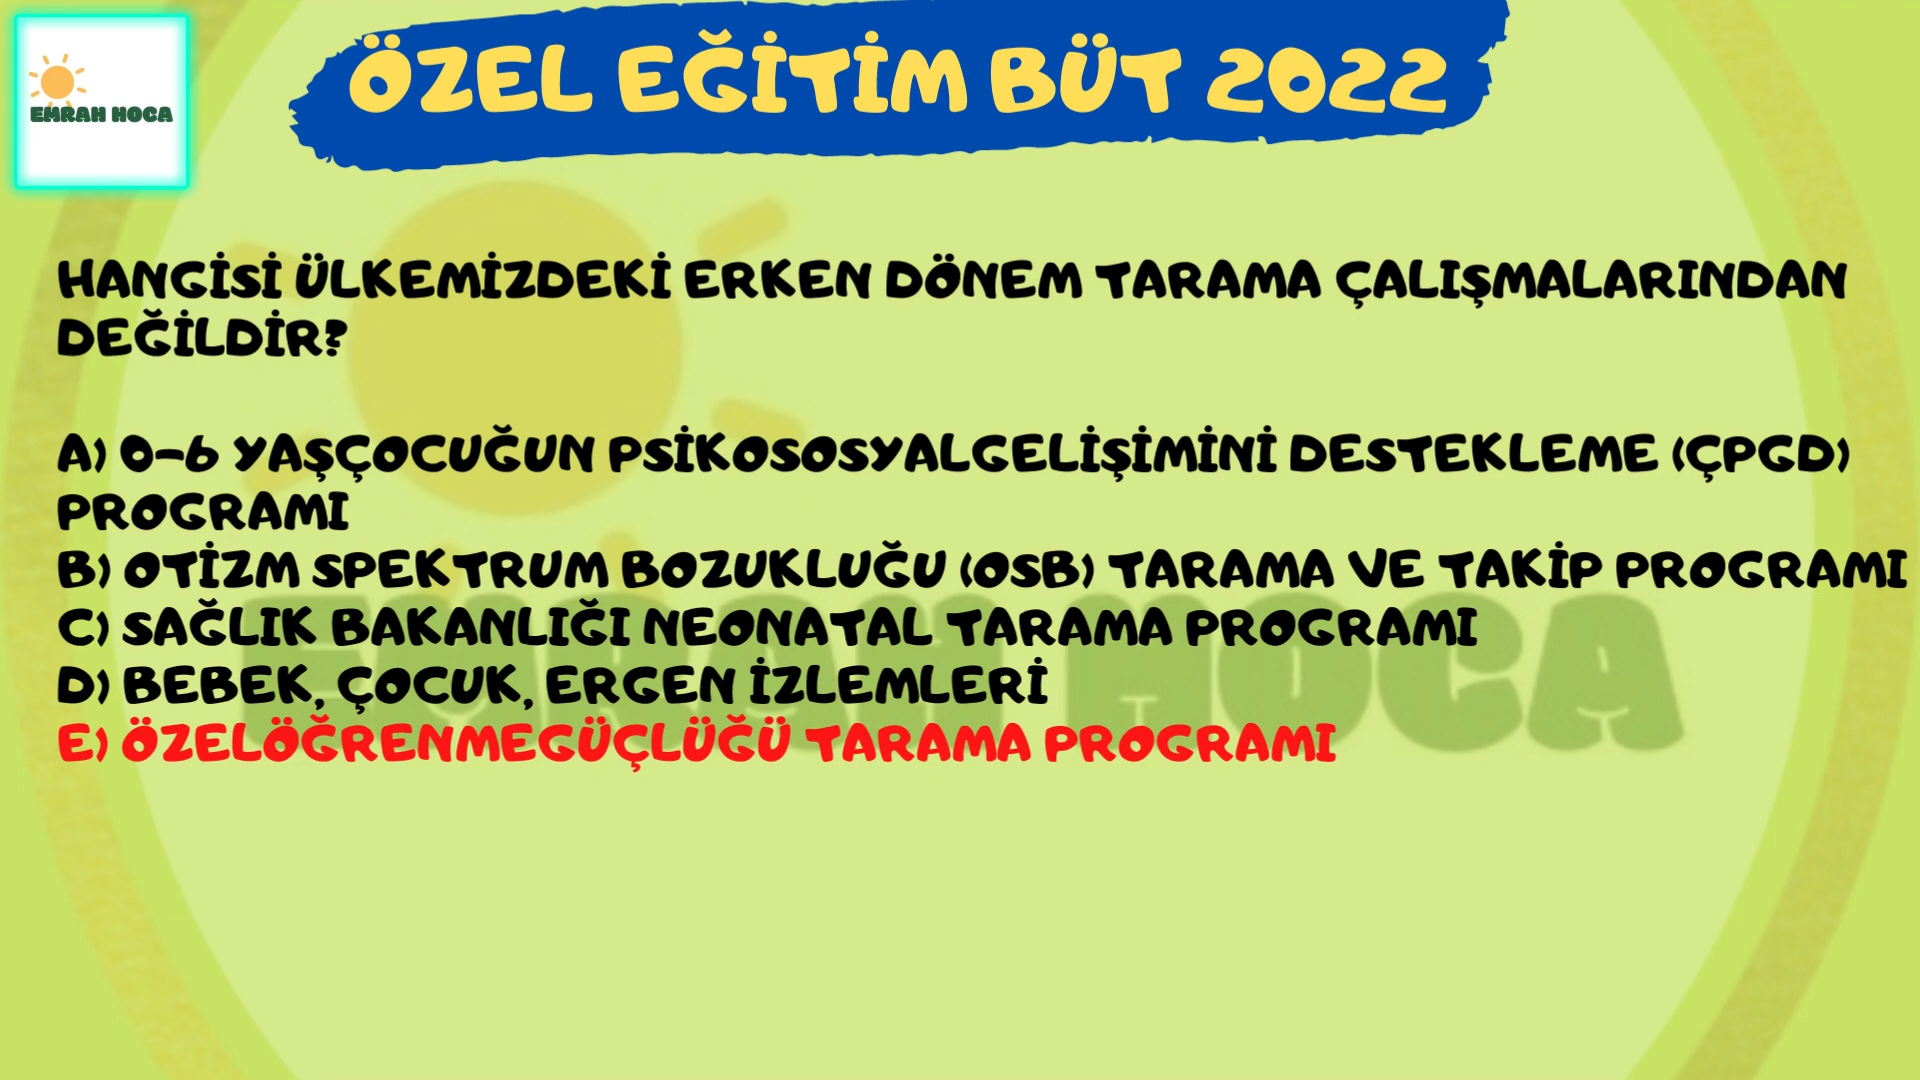 EMRAH HOCA
ÖZEL EĞİTİM BÜT 2022
HANGİSİ ÜLKEMİZDEKİ ERKEN DÖNEM TARAMA ÇALIŞMALARINDAN
DEĞİLDİR?
A) 0-6 YAŞÇOCUĞUN PSİKOSOSYALGELİŞİMİNİ DESTEKLEME (ÇPGD)
PROGRAMI
B) OTİZM SPEKTRUM BOZUKLUĞU (OSB) TARAMA VE TAKİP PROGRAMI
C) SAĞLIK BAKANLIĞI NEONATAL TARAMA PROGRAMI
D) BEBEK, ÇOCUK, ERGEN İZLEMLERİ
E) ÖZELÖĞRENMEGÜÇLÜĞÜ TARAMA PROGRAMI
EMRAH HOCA